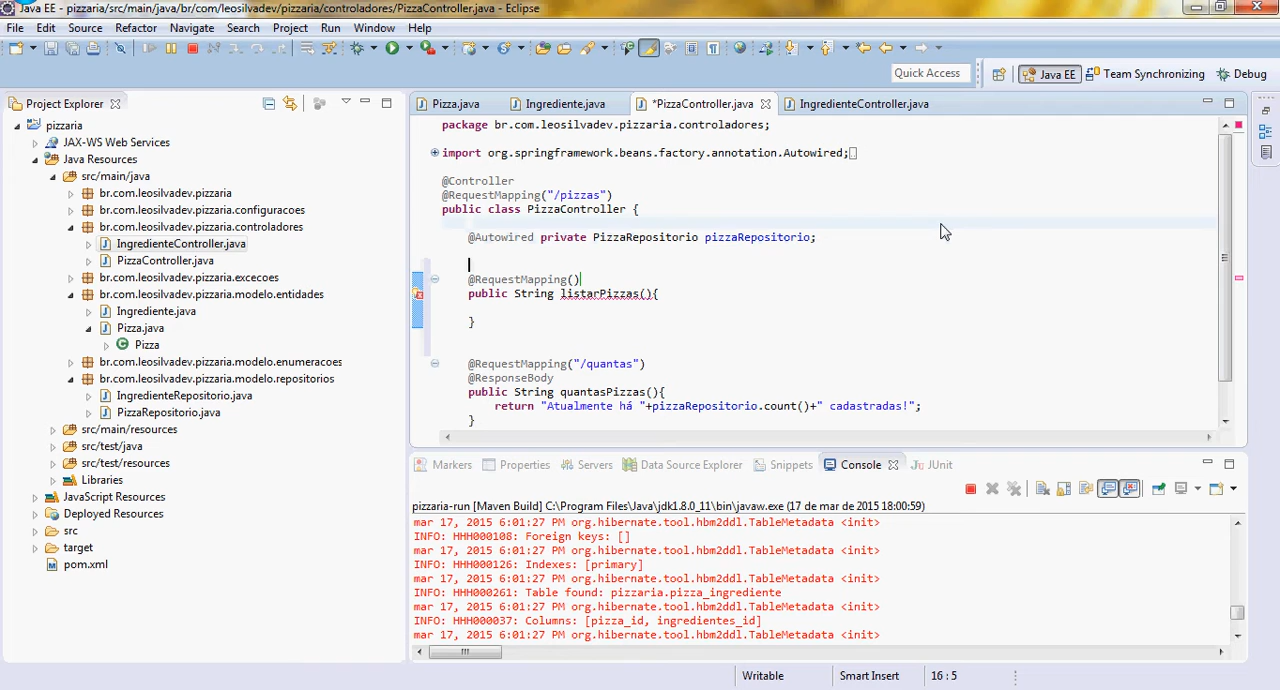 Java EE - pizzaria/src/main/java/br/com/leosilvadev/pizzaria/controladores/PizzaController.java - Eclipse
File Edit Source Refactor Navigate Search Project Run Window Help
Quick Access Java EE Team Synchronizing Debug
Project Explorer
pizzaria
JAX-WS Web Services
Java Resources
src/main/java
br.com.leosilvadev.pizzaria
br.com.leosilvadev.pizzaria.configuracoes
br.com.leosilvadev.pizzaria.controladores
IngredienteController.java
PizzaController.java
br.com.leosilvadev.pizzaria.excecoes
br.com.leosilvadev.pizzaria.modelo.entidades
Ingrediente.java
Pizza.java
Pizza
br.com.leosilvadev.pizzaria.modelo.enumeracoes
br.com.leosilvadev.pizzaria.modelo.repositorios
IngredienteRepositorio.java
PizzaRepositorio.java
src/main/resources
src/test/java
src/test/resources
Libraries
JavaScript Resources
Deployed Resources
src
target
pom.xml
Pizza.java Ingrediente.java *PizzaController.java IngredienteController.java
package br.com.leosilvadev.pizzaria.controladores;
import org.springframework.beans.factory.annotation.Autowired;
@Controller
@RequestMapping("/pizzas")
public class PizzaController {
@Autowired private PizzaRepositorio pizzaRepositorio;
@RequestMapping()
public String listarPizzas(){
}
@RequestMapping("/quantas")
@ResponseBody
public String quantasPizzas(){
return "Atualmente há "+pizzaRepositorio.count()+" cadastradas!";
}
Markers Properties Servers Data Source Explorer Snippets Console JUnit
pizzaria-run [Maven Build] C:\Program Files\Java\jdk1.8.0_11\bin\javaw.exe (17 de mar de 2015 18:00:59)
mar 17, 2015 6:01:27 PM org.hibernate.tool.hbm2ddl.TableMetadata <init>
INFO: HHH000108: Foreign keys: []
mar 17, 2015 6:01:27 PM org.hibernate.tool.hbm2ddl.TableMetadata <init>
INFO: HHH000126: Indexes: [primary]
mar 17, 2015 6:01:27 PM org.hibernate.tool.hbm2ddl.TableMetadata <init>
INFO: HHH000261: Table found: pizzaria.pizza_ingrediente
mar 17, 2015 6:01:27 PM org.hibernate.tool.hbm2ddl.TableMetadata <init>
INFO: HHH000037: Columns: [pizza_id, ingredientes_id]
mar 17, 2015 6:01:27 PM org.hibernate.tool.hbm2ddl.TableMetadata <init>
Writable Smart Insert 16 : 5